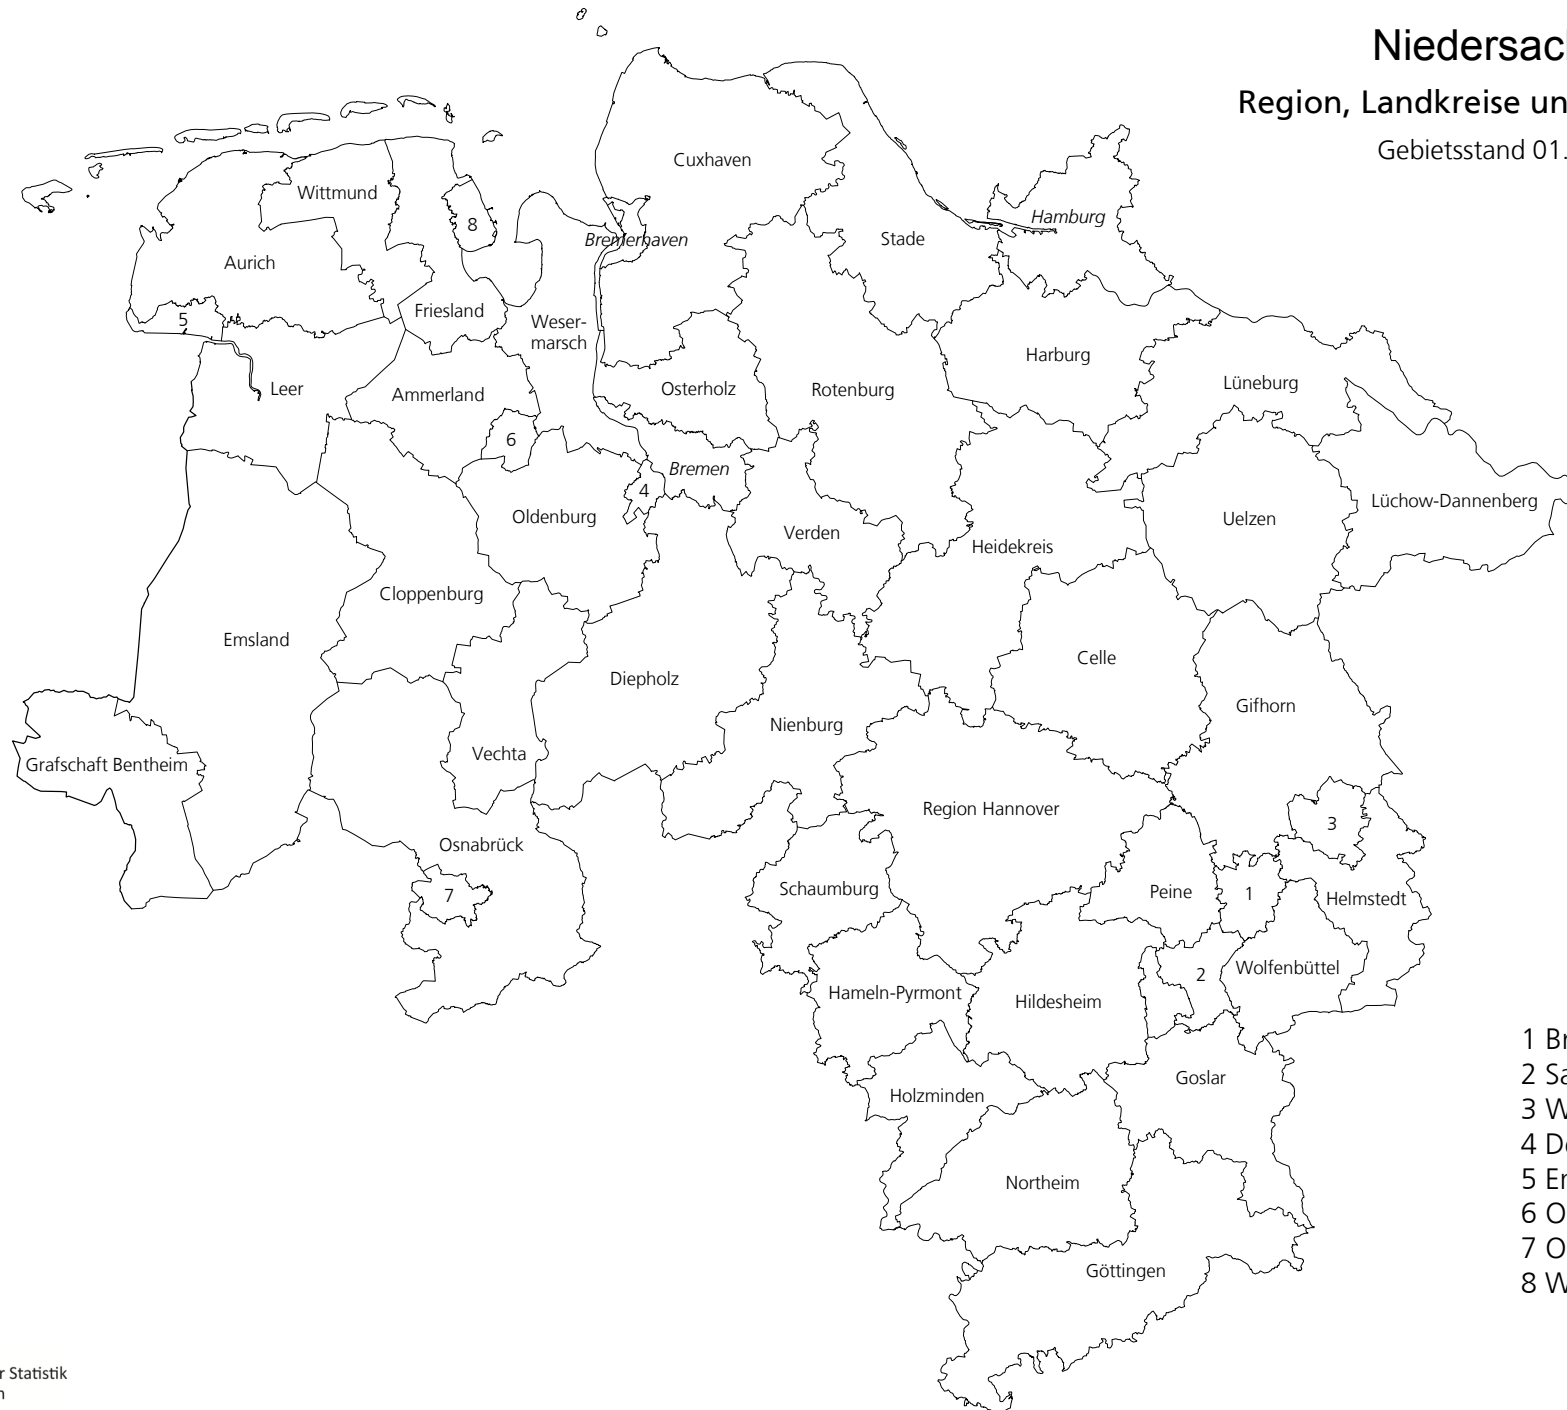 Niedersac
Region, Landkreise un
Gebietsstand 01.
Cuxhaven
Wittmund
8
Hamburg
Bremerhaven
Stade
Aurich
Friesland
5
Weser-
marsch
Harburg
Leer
Ammerland
Osterholz
Rotenburg
Lüneburg
6
Bremen
4
Lüchow-Dannenberg
Oldenburg
Uelzen
Verden
Heidekreis
Cloppenburg
Emsland
Celle
Diepholz
Gifhorn
Nienburg
Vechta
Grafschaft Bentheim
Region Hannover
3
Osnabrück
Schaumburg
Peine
1
7
Helmstedt
Wolfenbüttel
2
Hameln-Pyrmont
Hildesheim
Goslar
Holzminden
Northeim
Göttingen
1 Br
2 Sa
3 W
4 De
5 Em
6 O
7 O
8 W
r Statistik
n